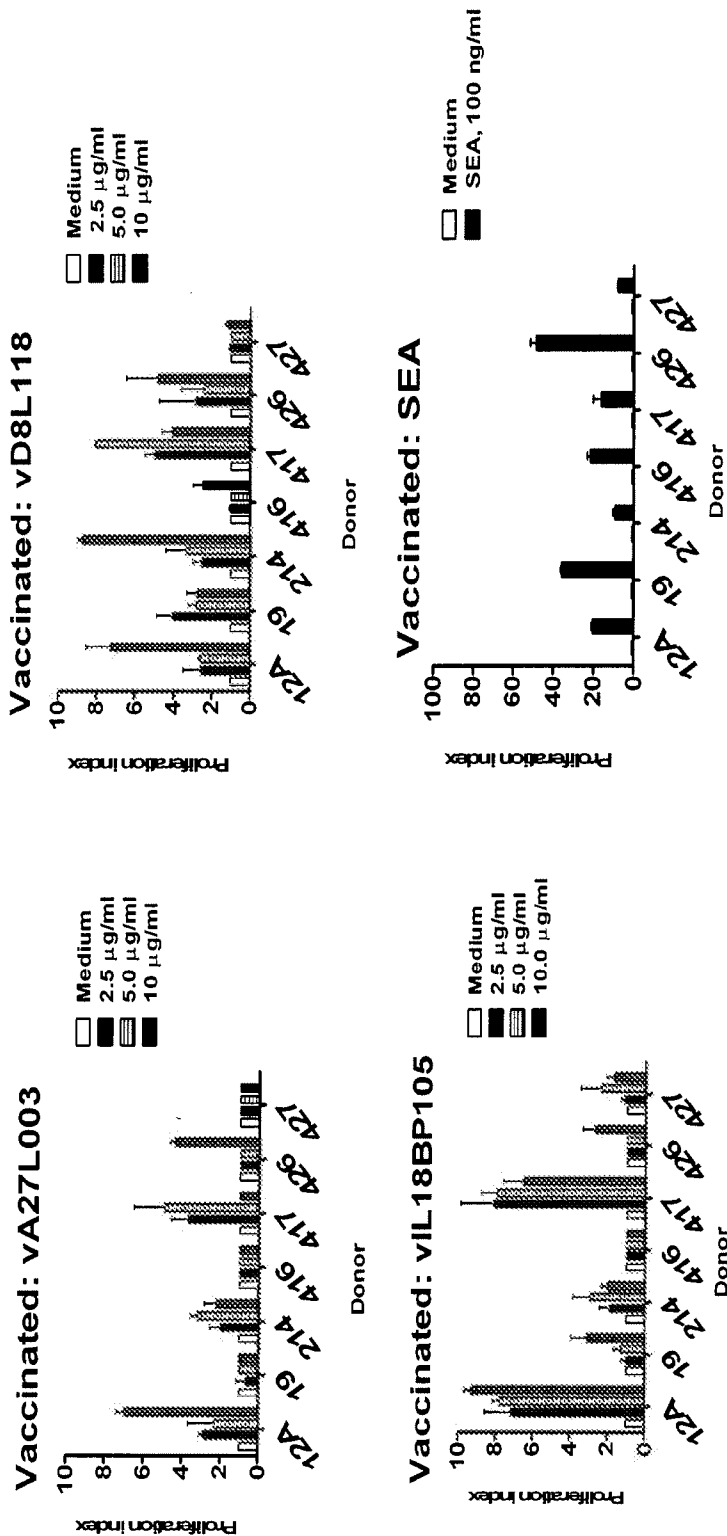 Vaccinated: vA27L003
Proliferation index
10
8
6
4
2
0
12A
19
214
416
417
426
427
Donor
Medium
2.5 µg/ml
5.0 µg/ml
10 µg/ml
Vaccinated: vD8L118
Proliferation index
10
8
6
4
2
0
12A
19
214
416
417
426
427
Donor
Medium
2.5 µg/ml
5.0 µg/ml
10 µg/ml
Vaccinated: vIL18BP105
Proliferation index
10
8
6
4
2
0
12A
19
214
416
417
426
427
Donor
Medium
2.5 µg/ml
5.0 µg/ml
10.0 µg/ml
Vaccinated: SEA
Proliferation index
100
80
60
40
20
0
12A
19
214
416
417
426
427
Donor
Medium
SEA, 100 ng/ml